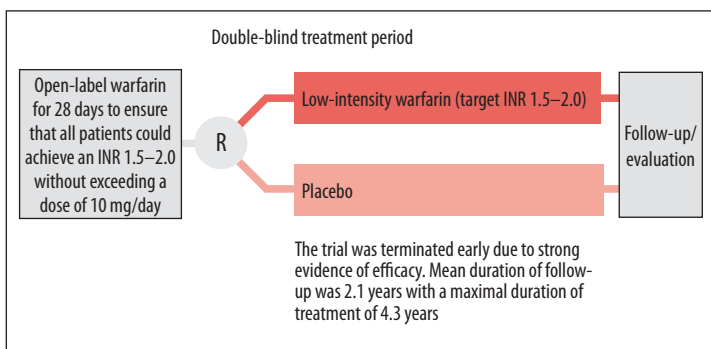 Double-blind treatment period
Open-label warfarin
for 28 days to ensure
that all patients could
achieve an INR 1.5–2.0
without exceeding a
dose of 10 mg/day
R
Low-intensity warfarin (target INR 1.5–2.0)
Placebo
Follow-up/
evaluation
The trial was terminated early due to strong
evidence of efficacy. Mean duration of follow-
up was 2.1 years with a maximal duration of
treatment of 4.3 years